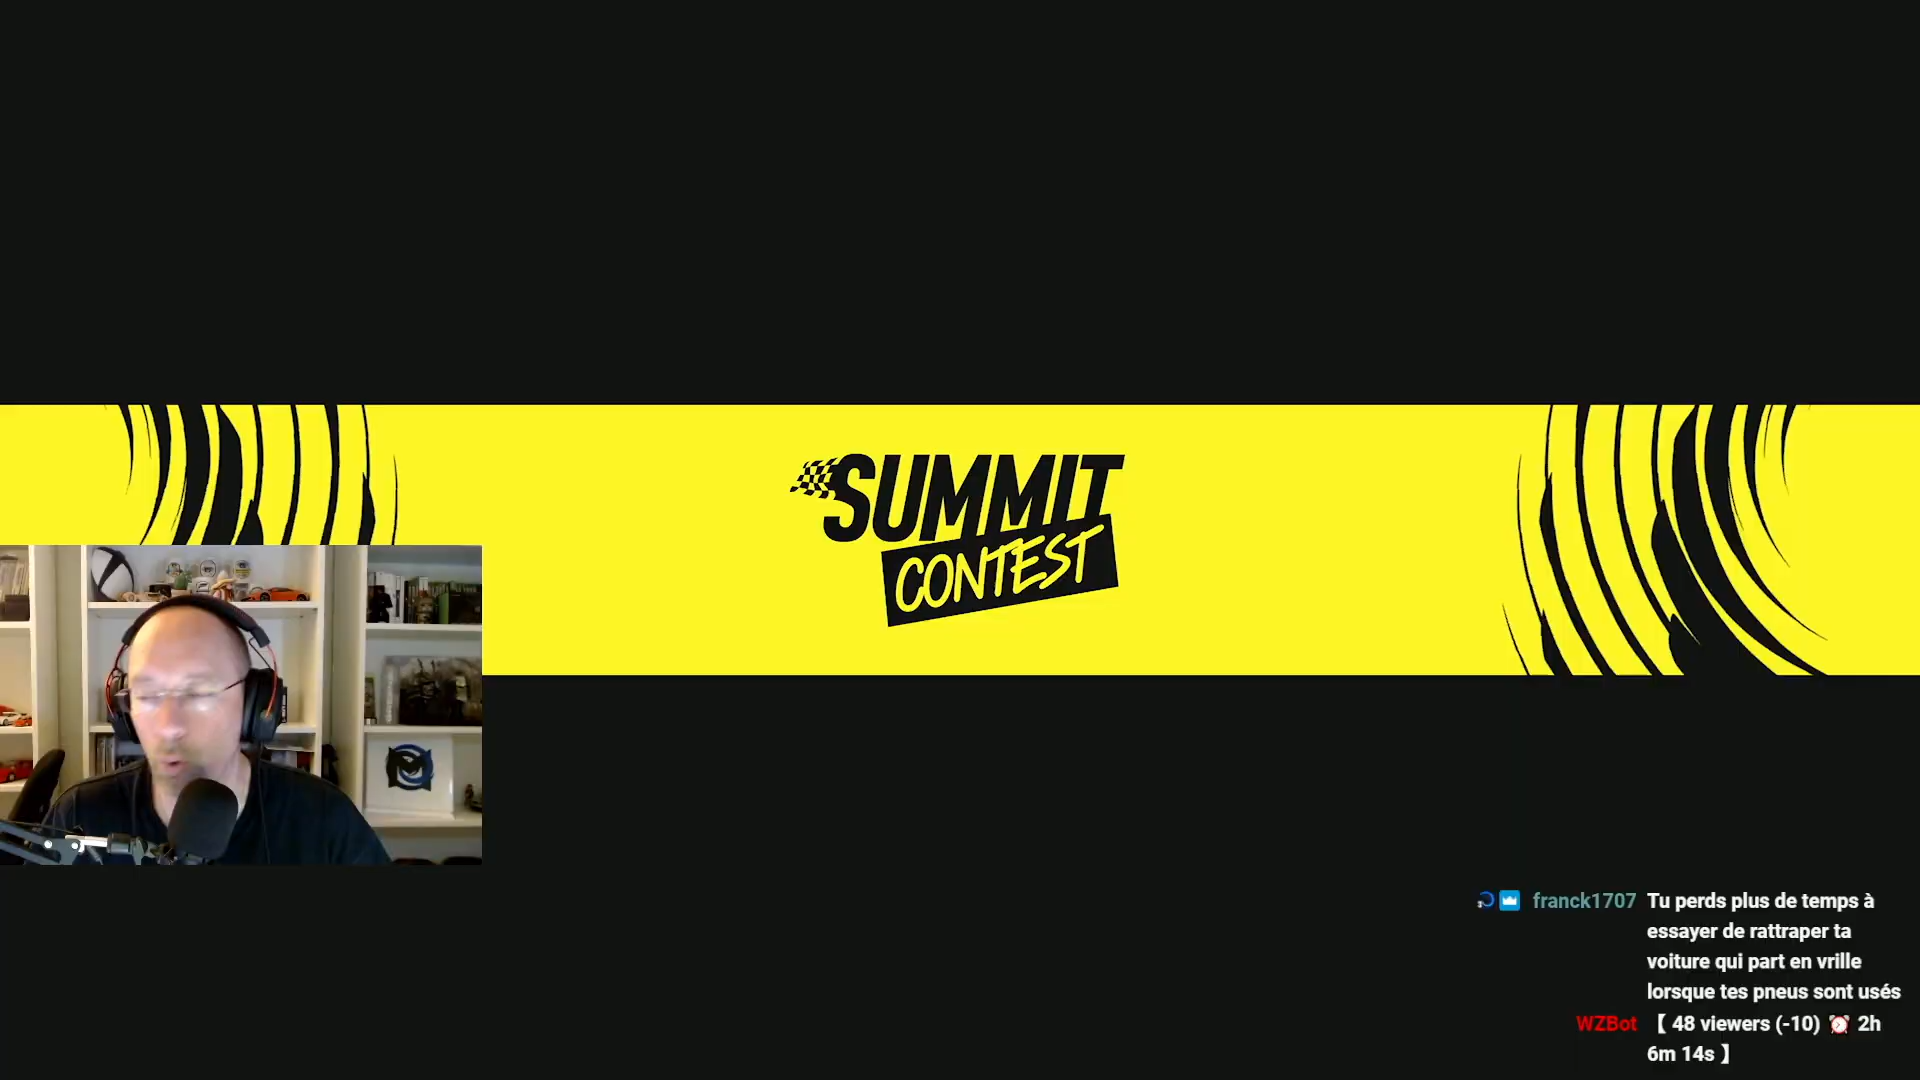 SUMMIT
CONTEST
franck1707 Tu perds plus de temps à
essayer de rattraper ta
voiture qui part en vrille
lorsque tes pneus sont usés
WZBot 【 48 viewers (-10) ⏰ 2h
6m 14s 】